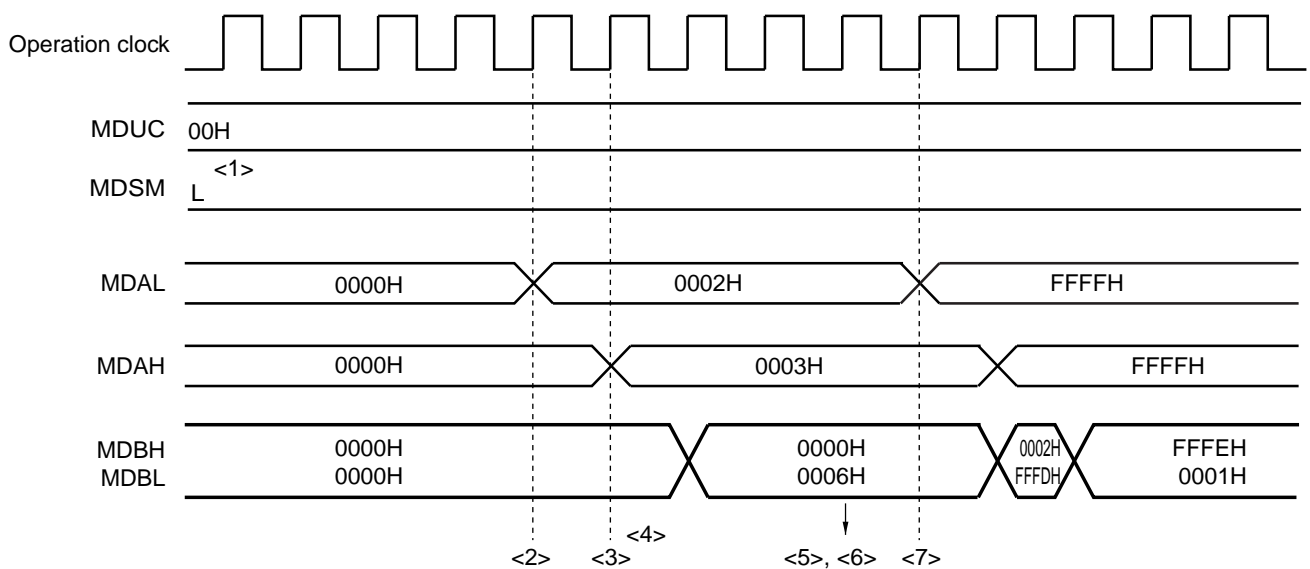 Operation clock
MDUC 00H
<1>
MDSM L
MDAL 0000H 0002H FFFFH
MDAH 0000H 0003H FFFFH
MDBH 0000H 0000H 0002H FFFEH
MDBL 0000H 0006H FFFDH 0001H
<4>
<2> <3> <5>, <6> <7>